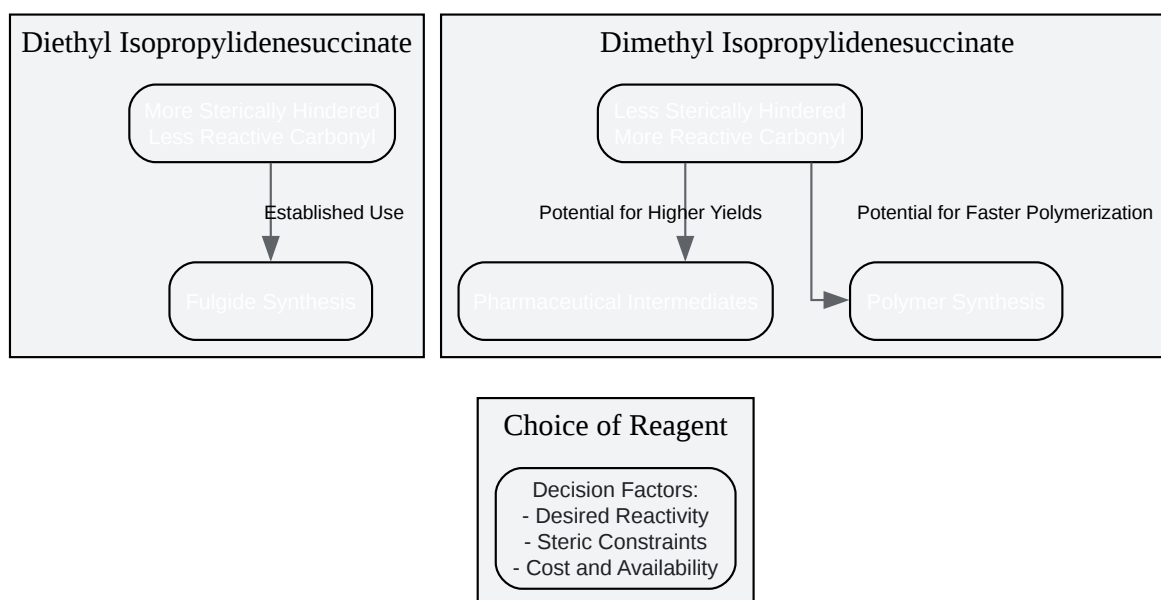 Diethyl Isopropylidenesuccinate
More Sterically Hindered
Less Reactive Carbonyl
Established Use
Fulgide Synthesis
Dimethyl Isopropylidenesuccinate
Less Sterically Hindered
More Reactive Carbonyl
Potential for Higher Yields
Potential for Faster Polymerization
Pharmaceutical Intermediates
Polymer Synthesis
Choice of Reagent
Decision Factors:
- Desired Reactivity
- Steric Constraints
- Cost and Availability